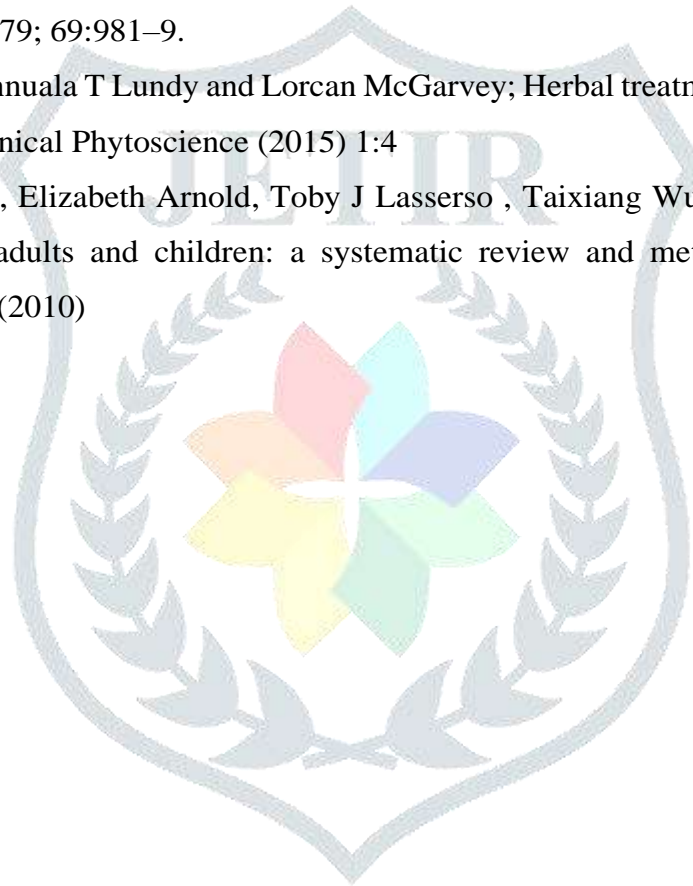 79; 69:981–9.
nnuala T Lundy and Lorcan McGarvey; Herbal treatm
nical Phytoscience (2015) 1:4
JETIR
, Elizabeth Arnold, Toby J Lasserso , Taixiang Wu
adults and children: a systematic review and met
(2010)